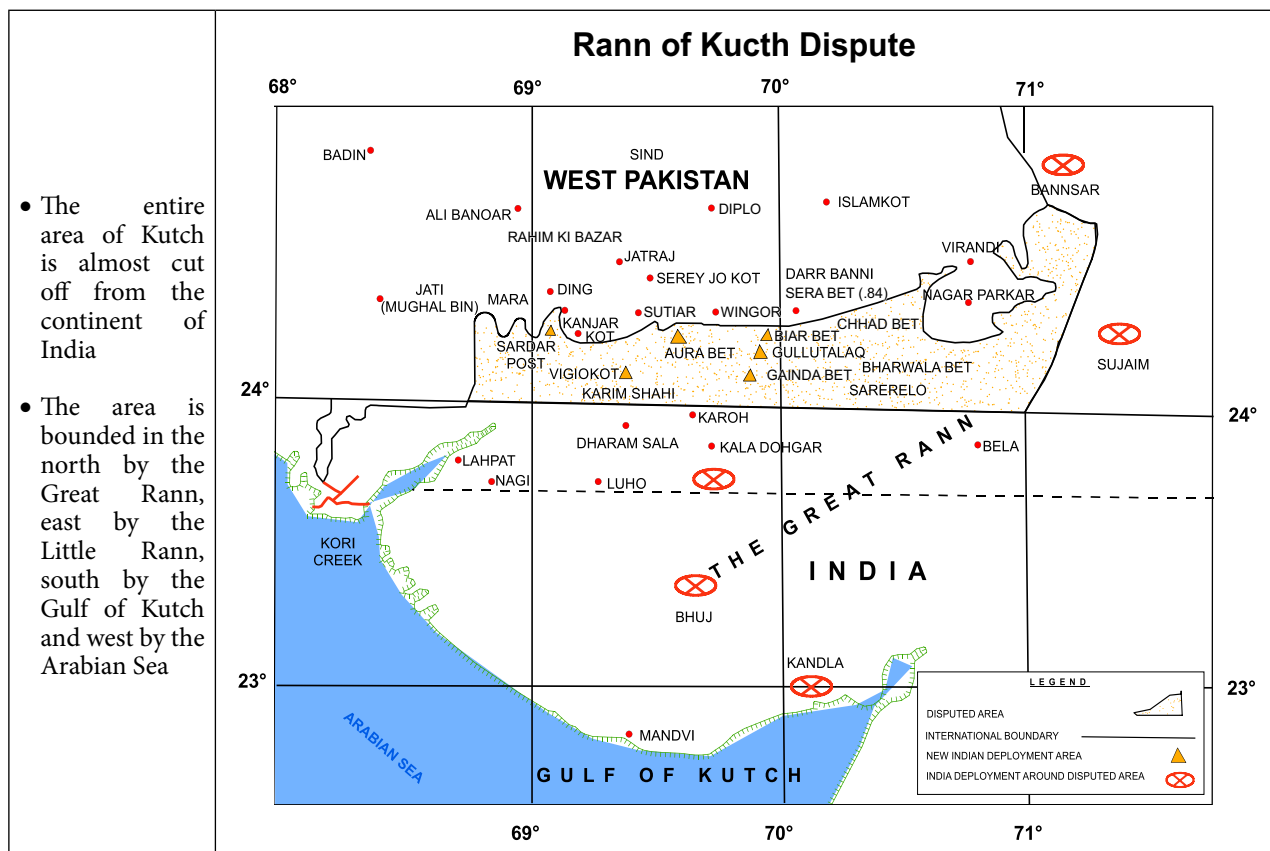 Rann of Kucth Dispute
• The entire
area of Kutch
is almost cut
off from the
continent of
India
• The area is
bounded in the
north by the
Great Rann,
east by the
Little Rann,
south by the
Gulf of Kutch
and west by the
Arabian Sea
68°
69°
70°
71°
BADIN
SIND
WEST PAKISTAN
BANNSAR
ALI BANOAR
DIPLO
ISLAMKOT
RAHIM KI BAZAR
VIRANDI
JATRAJ
SEREY JO KOT
DARR BANNI
SERA BET (.84)
JATI
(MUGHAL BIN)
MARA
DING
NAGAR PARKAR
SUTIAR
WINGOR
KANJAR
KOT
CHHAD BET
SARDAR
POST
AURA BET
BIAR BET
GULLUTALAQ
SUJAIM
VIGIOKOT
GAINDA BET
BHARWALA BET
KARIM SHAHI
SARERELO
24°
24°
KAROH
DHARAM SALA
KALA DOHGAR
BELA
LAHPAT
NAGI
LUHO
THE GREAT RANN
KORI
CREEK
INDIA
BHUJ
KANDLA
23°
23°
ARABIAN SEA
MANDVI
GULF OF KUTCH
LEGEND
DISPUTED AREA
INTERNATIONAL BOUNDARY
NEW INDIAN DEPLOYMENT AREA
INDIA DEPLOYMENT AROUND DISPUTED AREA
69°
70°
71°